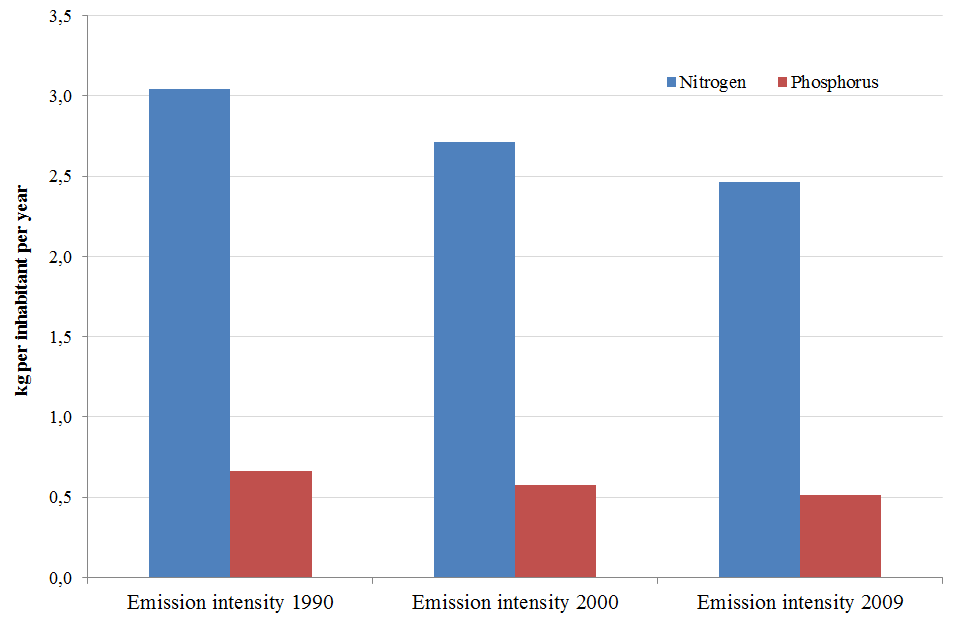 3,5
3,0
2,5
2,0
1,5
1,0
0,5
0,0
kg per inhabitant per year
Nitrogen
Phosphorus
Emission intensity 1990
Emission intensity 2000
Emission intensity 2009